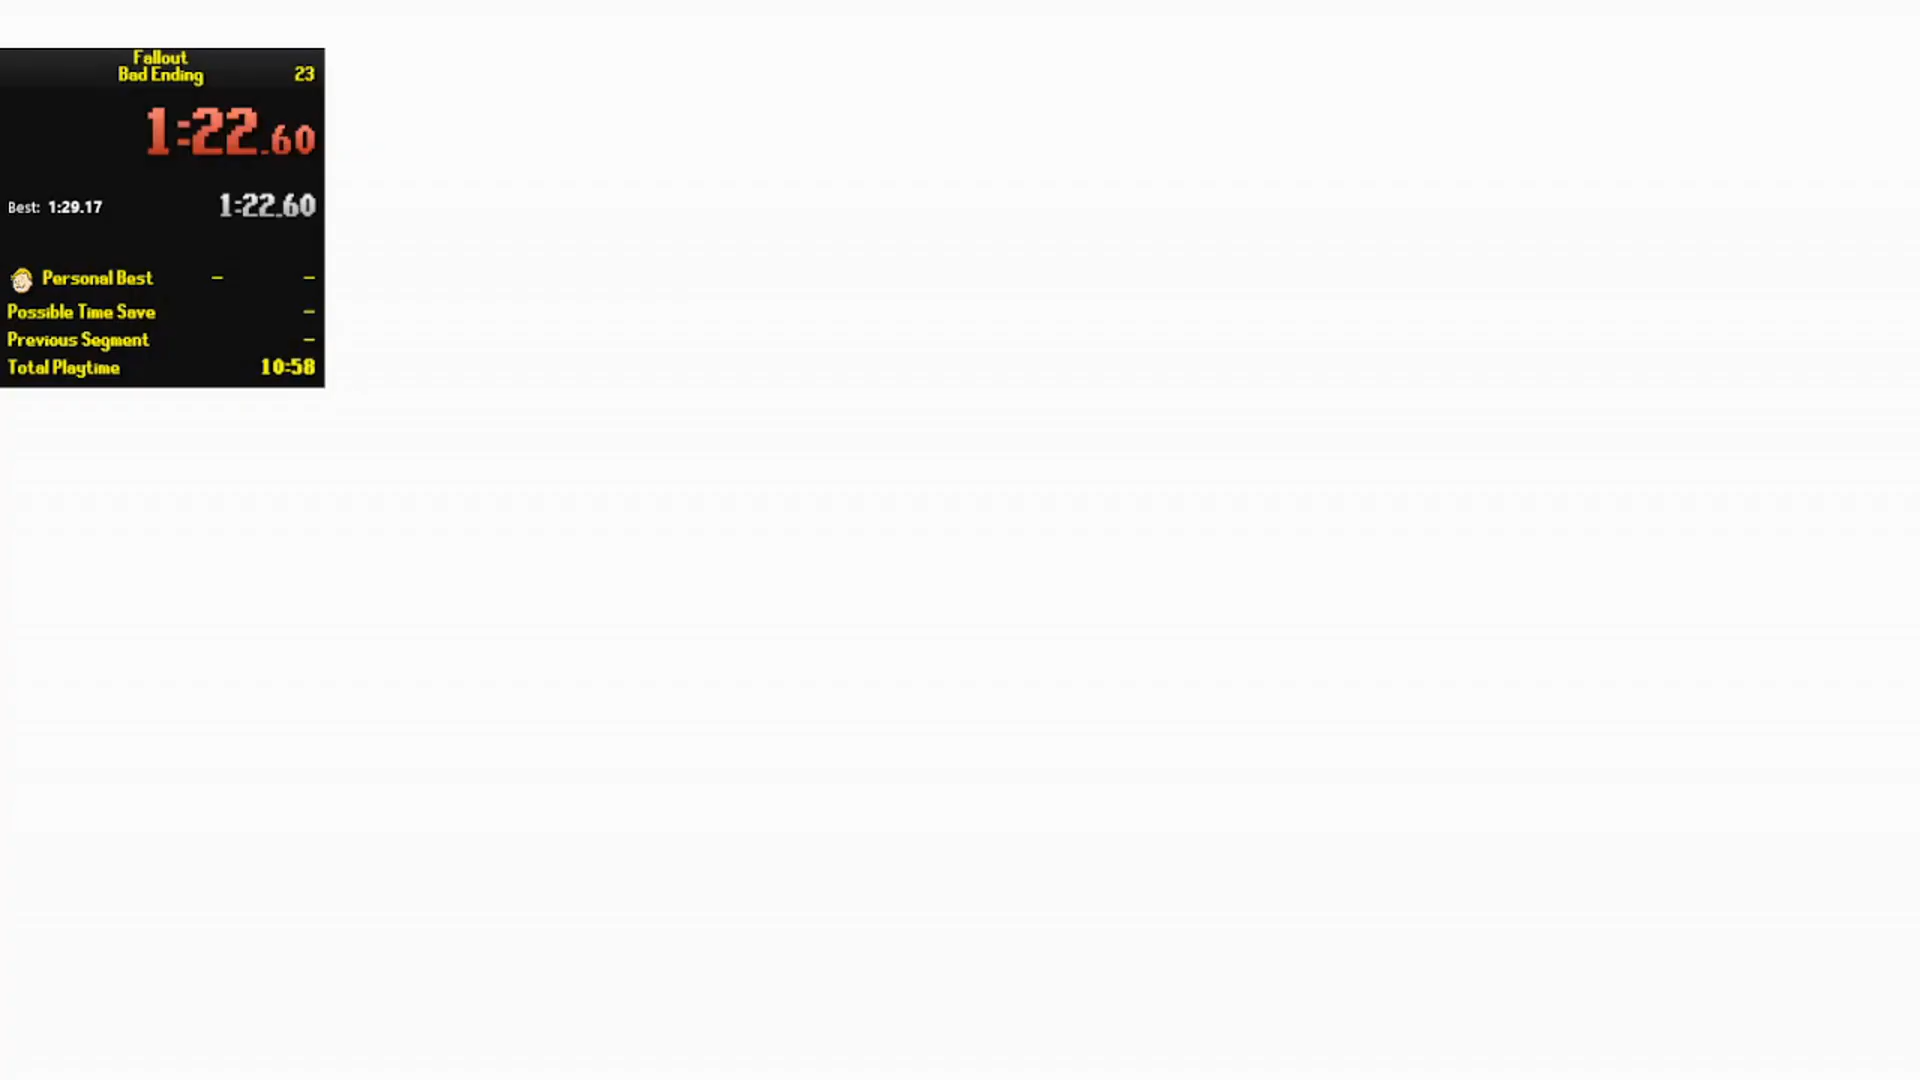 Fallout
Bad Ending 23
1:22.60
Best: 1:29.17 1:22.60
Personal Best – –
Possible Time Save –
Previous Segment –
Total Playtime 10:58